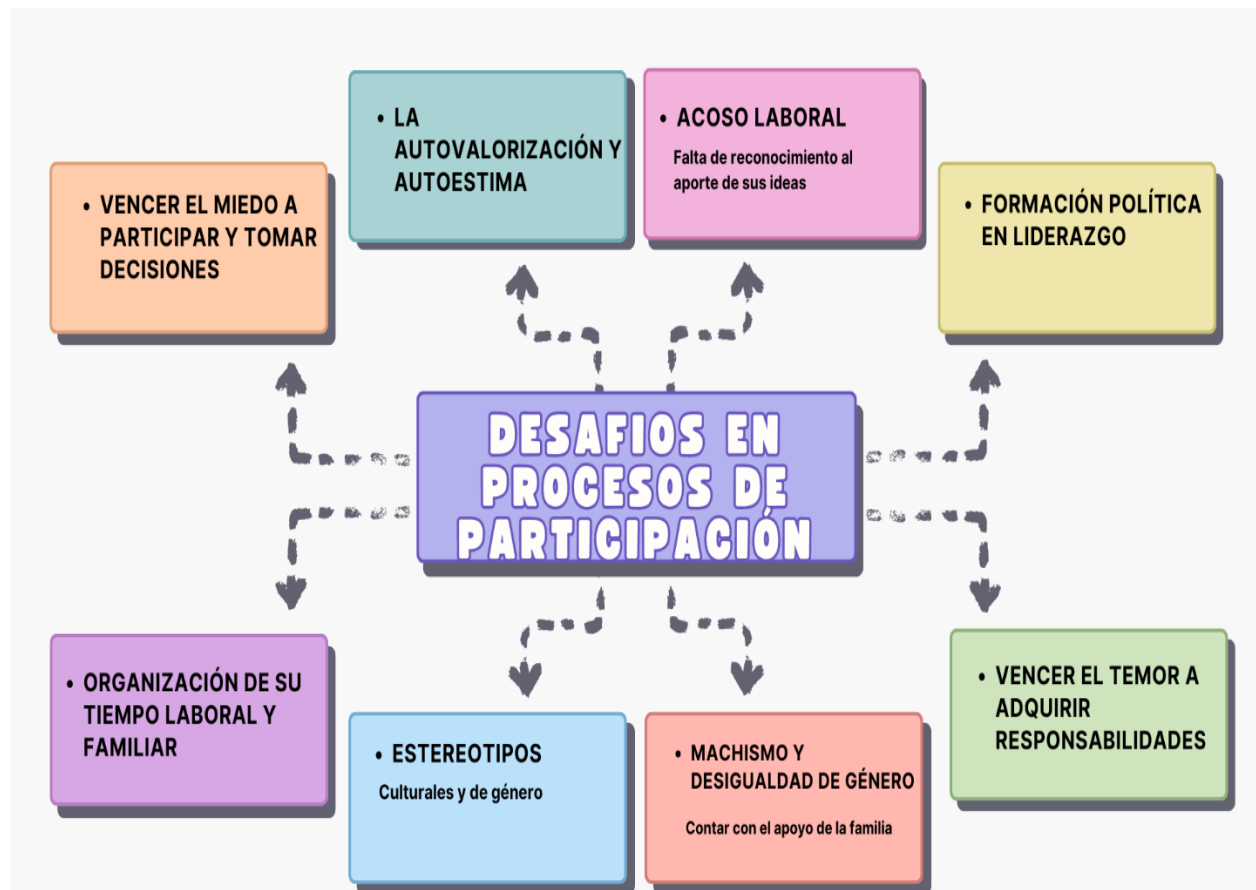 • LA
AUTOVALORIZACIÓN Y
AUTOESTIMA
• ACOSO LABORAL
Falta de reconocimiento al
aporte de sus ideas
• VENCER EL MIEDO A
PARTICIPAR Y TOMAR
DECISIONES
• FORMACIÓN POLÍTICA
EN LIDERAZGO
DESAFIOS EN
PROCESOS DE
PARTICIPACIÓN
• ORGANIZACIÓN DE SU
TIEMPO LABORAL Y
FAMILIAR
• ESTEREOTIPOS
Culturales y de género
• MACHISMO Y
DESIGUALDAD DE GÉNERO
Contar con el apoyo de la familia
• VENCER EL TEMOR A
ADQUIRIR
RESPONSABILIDADES